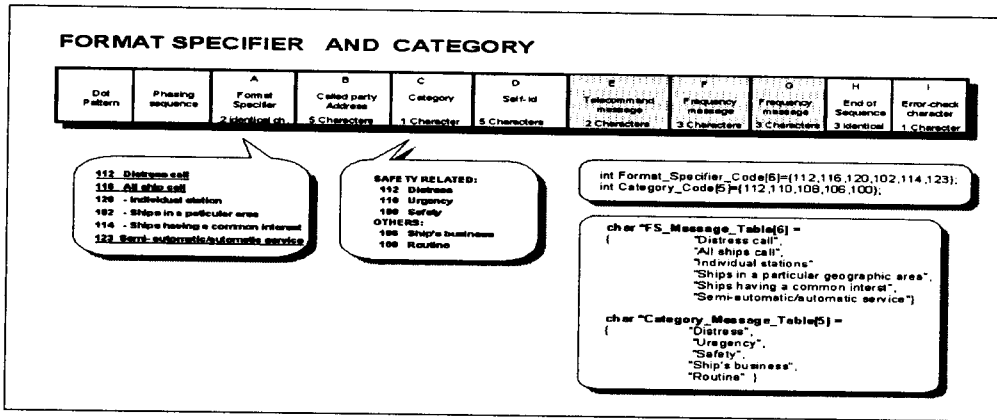 FORMAT SPECIFIER AND CATEGORY
Dot Pattern
Phasing sequence
A
Format Specifier
2 identical ch.
B
Called party Address
5 Characters
C
Category
1 Character
D
Self-Id
5 Characters
E
Telecommand message
2 Characters
F
Frequency message
3 Characters
G
Frequency message
3 Characters
H
End of Sequence
3 identical
I
Error-check character
1 Character
112 Distress call
116 All ship call
120 - Individual station
102 - Ships in a paticular area
114 - Ships having a common interest
123 Semi-automatic/automatic service
SAFETY RELATED:
112 Distress
110 Urgency
108 Safety
OTHERS:
106 Ship's business
100 Routine
int Format_Specifier_Code[6]={112,116,120,102,114,123};
int Category_Code[5]={112,110,108,106,100};
char *FS_Message_Table[6] =
{ "Distress call",
"All ships call",
"Individual stations"
"Ships in a particular geographic area",
"Ships having a common interst",
"Semi-automatic/automatic service"}
char *Category_Message_Table[5] =
{ "Distress",
"Uragency",
"Safety",
"Ship's business",
"Routine" }